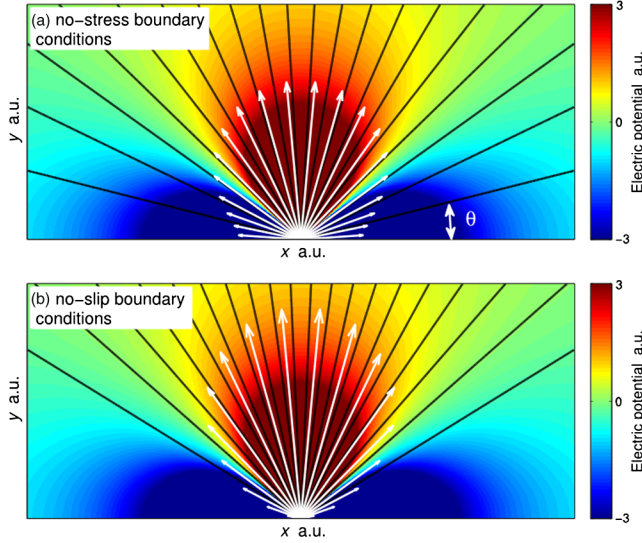 (a) no−stress boundary
conditions
y a.u.
x a.u.
θ
3
0
−3
Electric potential a.u.
(b) no−slip boundary
conditions
y a.u.
x a.u.
3
0
−3
Electric potential a.u.